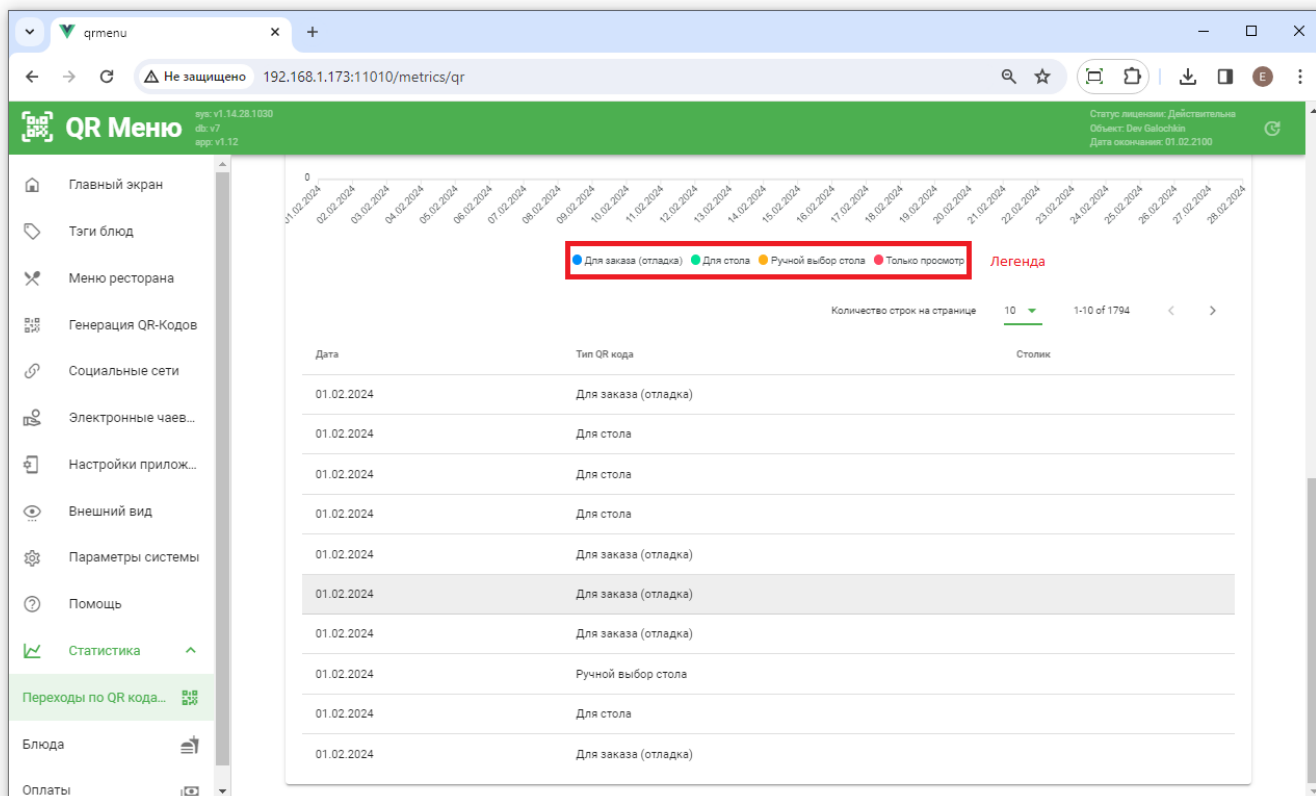 qrmenu
Не защищено 192.168.1.173:11010/metrics/qr
E
QR Меню
sys: v1.14.28.1030
db: v7
app: v1.12
Статус лицензии: Действительна
Объект: Dev Galochkin
Дата окончания: 01.02.2100
Главный экран
Тэги блюд
Меню ресторана
Генерация QR-Кодов
Социальные сети
Электронные чаев...
Настройки прилож...
Внешний вид
Параметры системы
Помощь
Статистика
Переходы по QR кода...
Блюда
Оплаты
0
01.02.2024 02.02.2024 03.02.2024 04.02.2024 05.02.2024 06.02.2024 07.02.2024 08.02.2024 09.02.2024 10.02.2024 11.02.2024 12.02.2024 13.02.2024 14.02.2024 15.02.2024 16.02.2024 17.02.2024 18.02.2024 19.02.2024 20.02.2024 21.02.2024 22.02.2024 23.02.2024 24.02.2024 25.02.2024 26.02.2024 27.02.2024 28.02.2024
Для заказа (отладка) Для стола Ручной выбор стола Только просмотр Легенда
Количество строк на странице 10 1-10 of 1794
Дата Тип QR кода Столик
01.02.2024 Для заказа (отладка)
01.02.2024 Для стола
01.02.2024 Для стола
01.02.2024 Для стола
01.02.2024 Для заказа (отладка)
01.02.2024 Для заказа (отладка)
01.02.2024 Для заказа (отладка)
01.02.2024 Ручной выбор стола
01.02.2024 Для стола
01.02.2024 Для заказа (отладка)